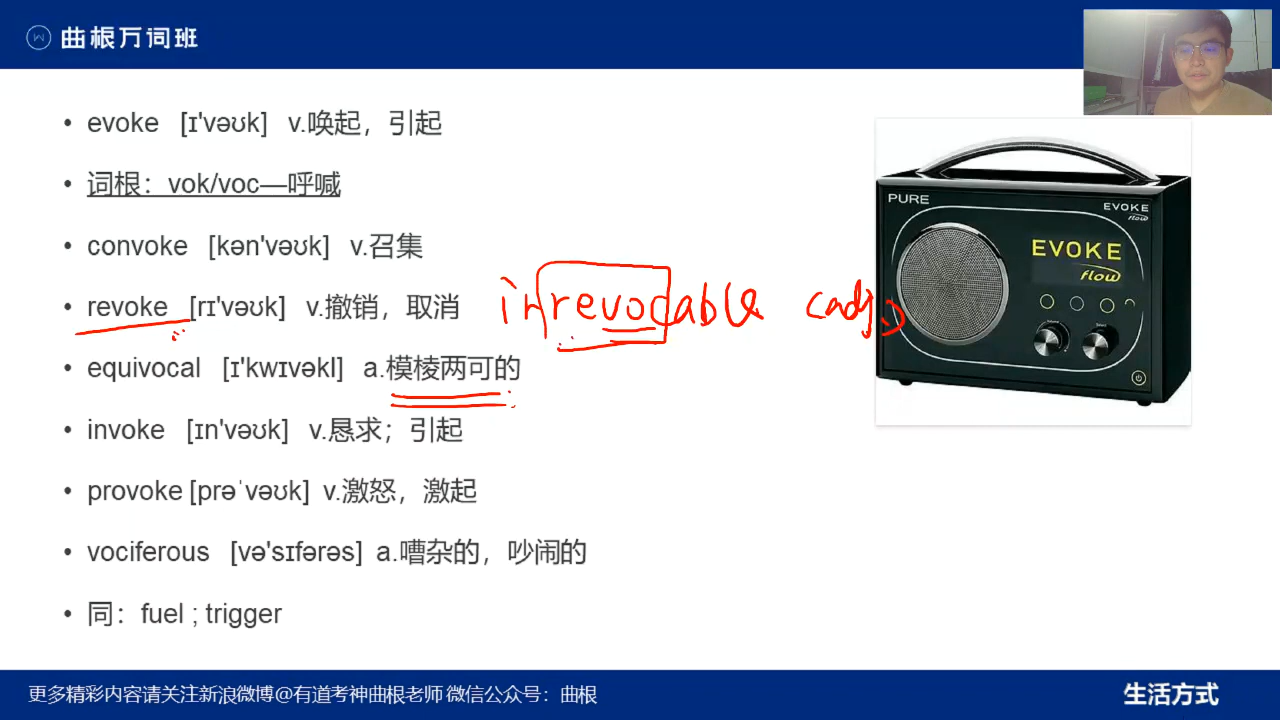 曲根万词班
evoke [ɪ'vəʊk] v.唤起，引起
词根：vok/voc—呼喊
convoke [kən'vəʊk] v.召集
revoke [rɪ'vəʊk] v.撤销，取消 inrevocable (adj.)
equivocal [ɪ'kwɪvəkl] a.模棱两可的
invoke [ɪn'vəʊk] v.恳求；引起
provoke [prəˈvəʊk] v.激怒，激起
vociferous [və'sɪfərəs] a.嘈杂的，吵闹的
同：fuel ; trigger
PURE
EVOKE
flow
EVOKE
flow
更多精彩内容请关注新浪微博@有道考神曲根老师 微信公众号：曲根
生活方式